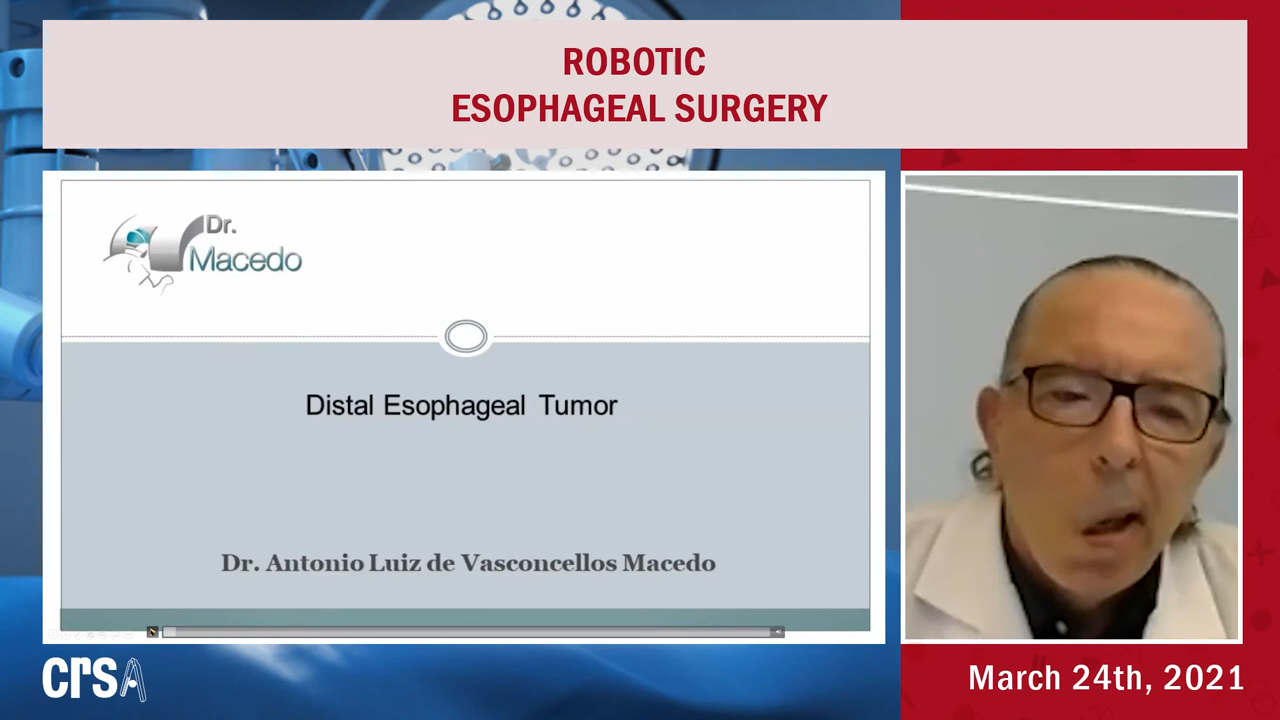 ROBOTIC
ESOPHAGEAL SURGERY
Dr.
Macedo
Distal Esophageal Tumor
Dr. Antonio Luiz de Vasconcellos Macedo
crsa
March 24th, 2021